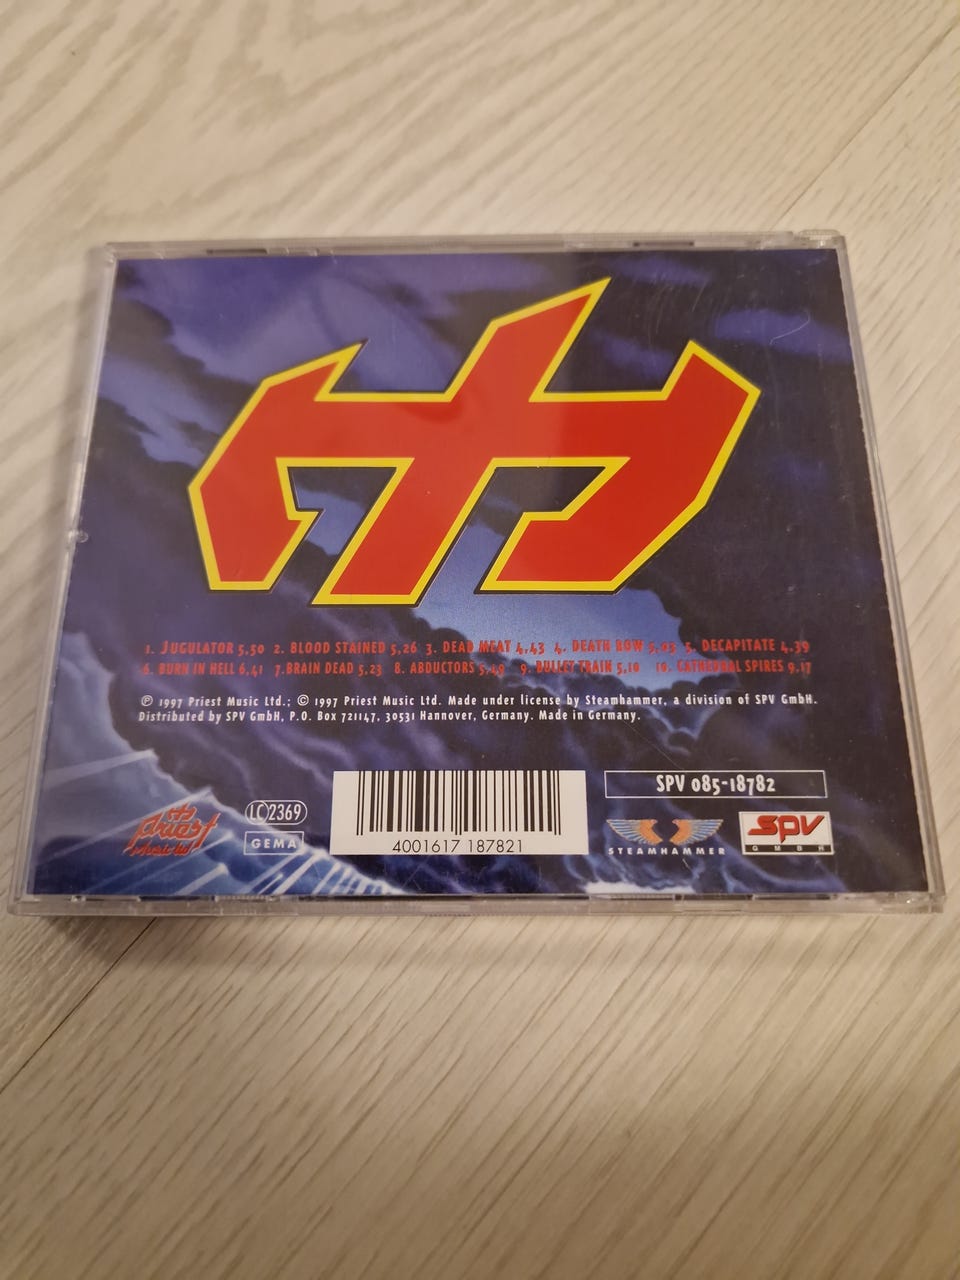 1. JUGULATOR 5,50 2. BLOOD STAINED 5,26 3. DEAD MEAT 4,43 4. DEATH ROW 5,05 5. DECAPITATE 4.39
6. BURN IN HELL 6,41 7.BRAIN DEAD 5,23 8. ABDUCTORS 5,49 9. BULLET TRAIN 5,10 10. CATHEDRAL SPIRES 9.17
℗ 1997 Priest Music Ltd.; © 1997 Priest Music Ltd. Made under license by Steamhammer, a division of SPV GmbH.
Distributed by SPV GmbH, P.O. Box 721147, 30531 Hannover, Germany. Made in Germany.
SPV 085-18782
Priest
Music ltd
LC 2369
GEMA
4001617 187821
STEAMHAMMER
SPV
GMBH